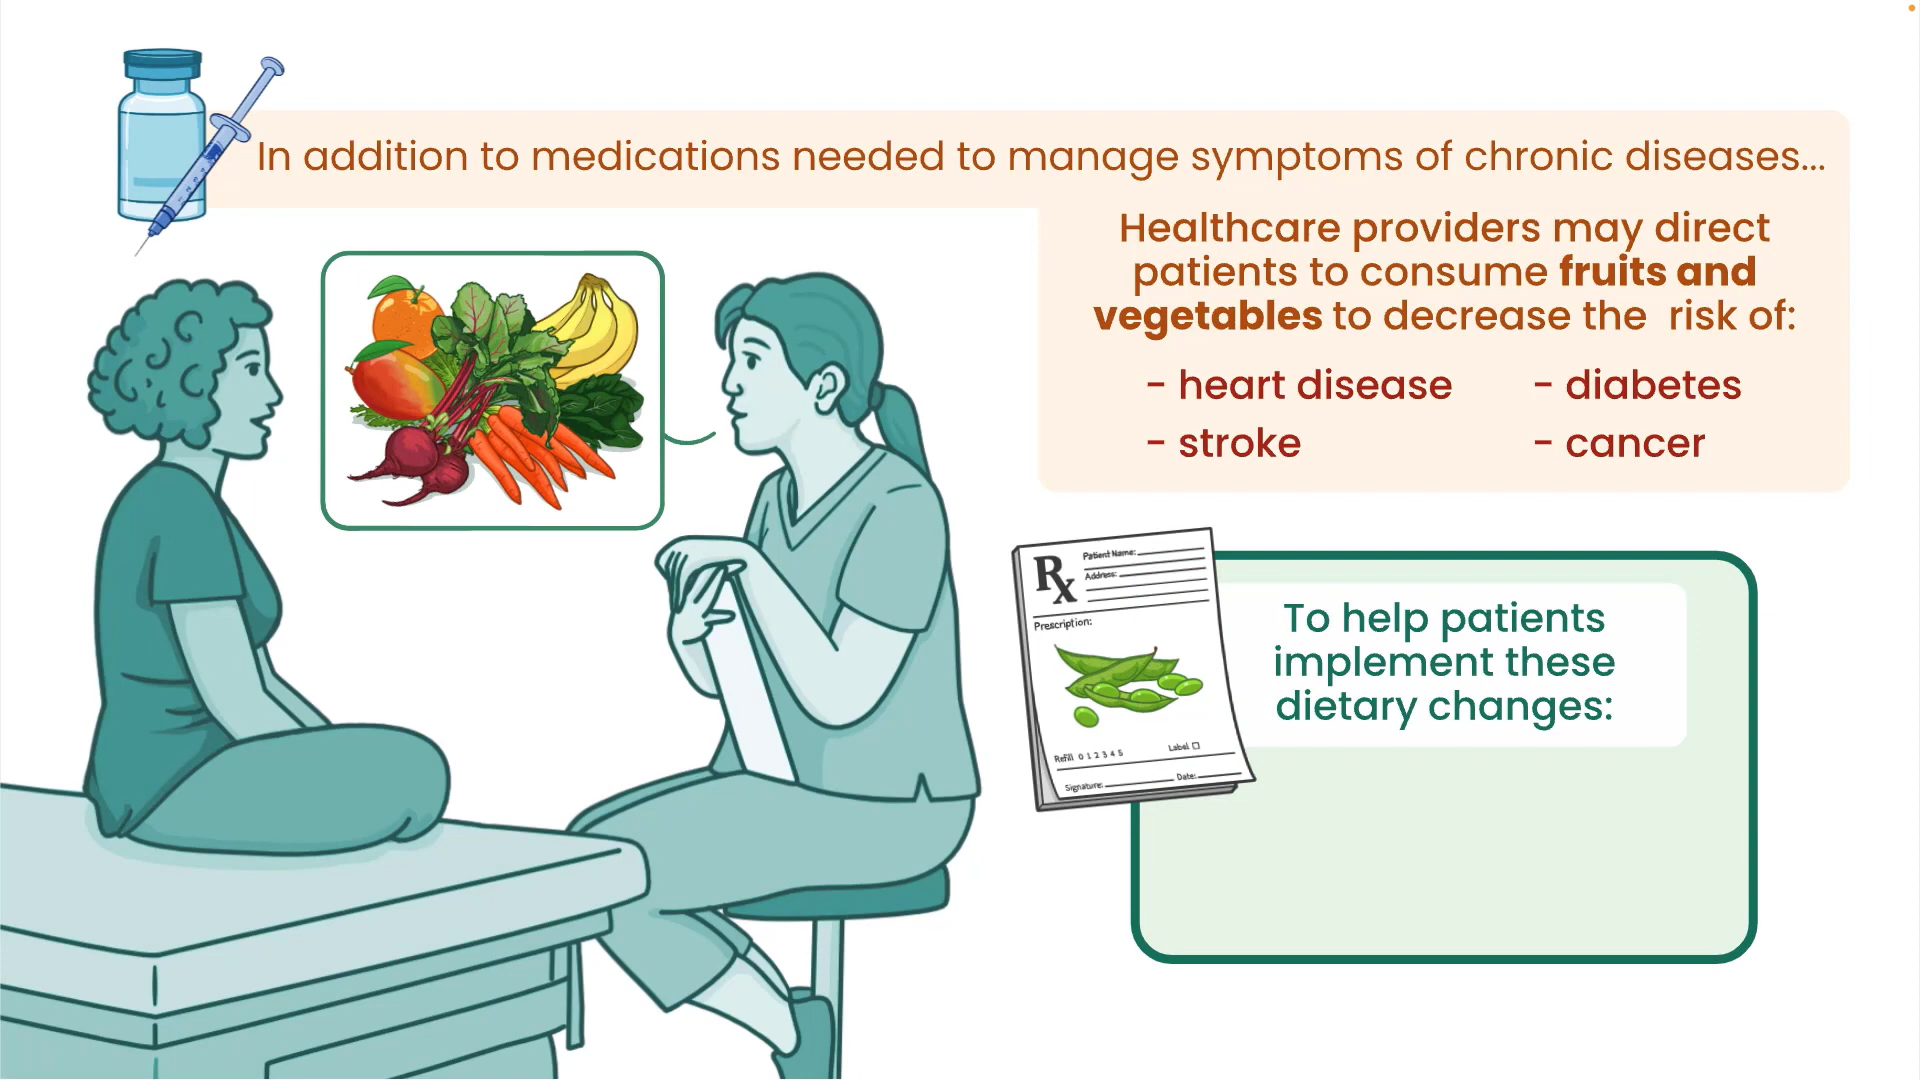 In addition to medications needed to manage symptoms of chronic diseases...
Healthcare providers may direct
patients to consume fruits and
vegetables to decrease the risk of:
- heart disease
- diabetes
- stroke
- cancer
Rx
Patient Name:
Address:
Prescription:
Refill 0 1 2 3 4 5
Label
Signature:
Date:
To help patients
implement these
dietary changes: